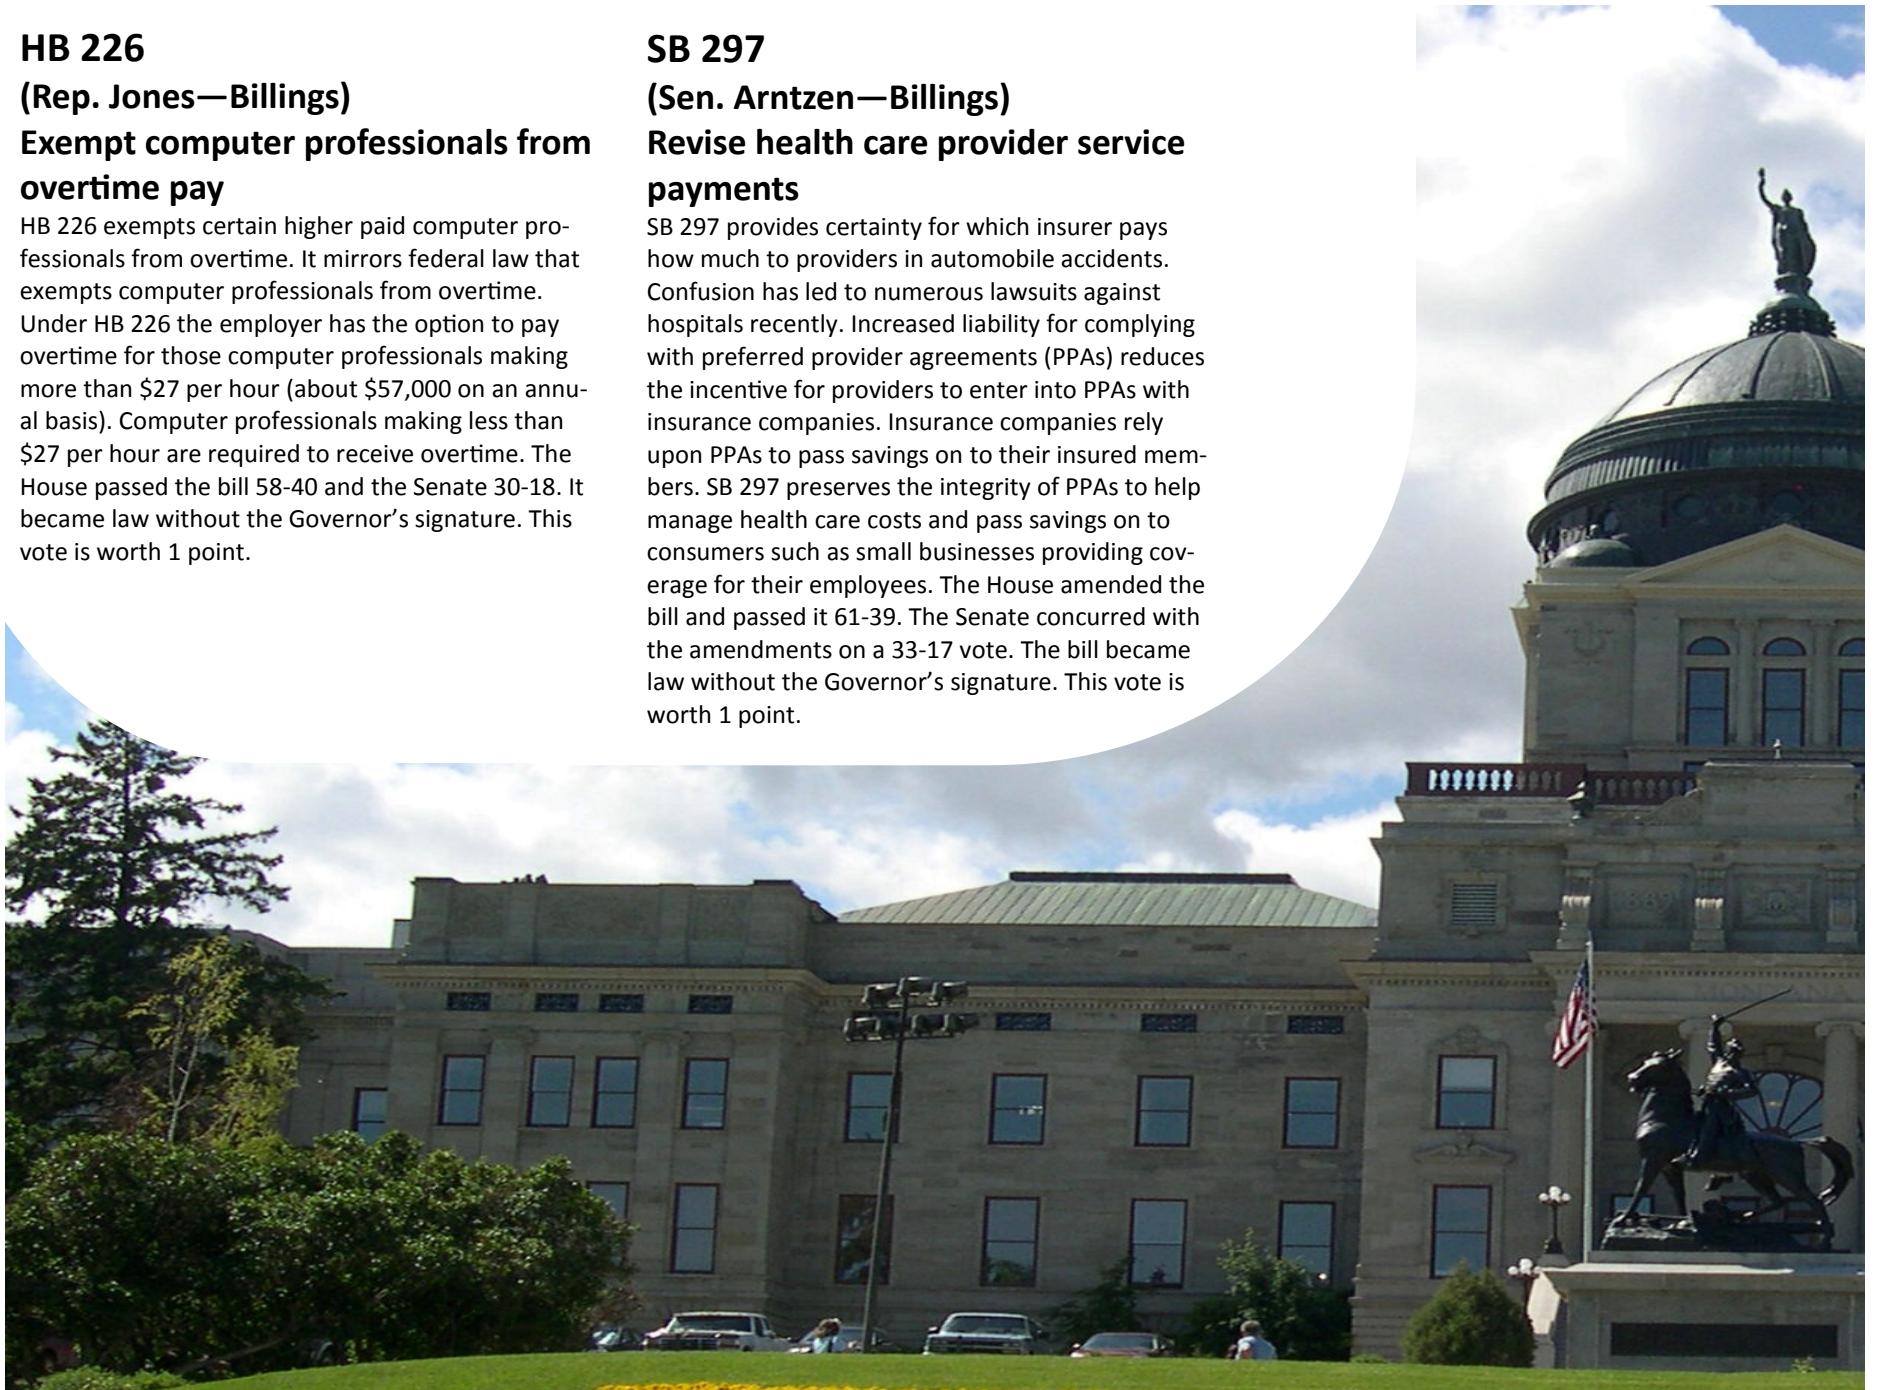 HB 226
(Rep. Jones—Billings)
Exempt computer professionals from
overtime pay
HB 226 exempts certain higher paid computer pro-
fessionals from overtime. It mirrors federal law that
exempts computer professionals from overtime.
Under HB 226 the employer has the option to pay
overtime for those computer professionals making
more than $27 per hour (about $57,000 on an annu-
al basis). Computer professionals making less than
$27 per hour are required to receive overtime. The
House passed the bill 58-40 and the Senate 30-18. It
became law without the Governor’s signature. This
vote is worth 1 point.
SB 297
(Sen. Arntzen—Billings)
Revise health care provider service
payments
SB 297 provides certainty for which insurer pays
how much to providers in automobile accidents.
Confusion has led to numerous lawsuits against
hospitals recently. Increased liability for complying
with preferred provider agreements (PPAs) reduces
the incentive for providers to enter into PPAs with
insurance companies. Insurance companies rely
upon PPAs to pass savings on to their insured mem-
bers. SB 297 preserves the integrity of PPAs to help
manage health care costs and pass savings on to
consumers such as small businesses providing cov-
erage for their employees. The House amended the
bill and passed it 61-39. The Senate concurred with
the amendments on a 33-17 vote. The bill became
law without the Governor’s signature. This vote is
worth 1 point.
1889
MONTANA